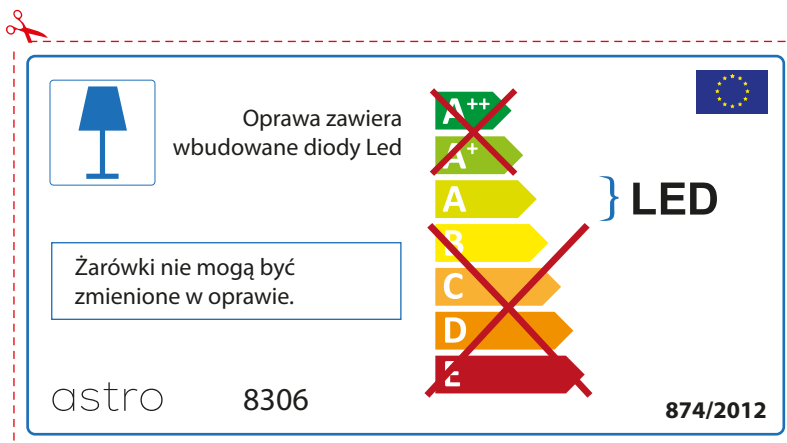 Oprawa zawiera
wbudowane diody Led
A++
A+
A
B
C
D
E
LED
Żarówki nie mogą być
zmienione w oprawie.
astro
8306
874/2012